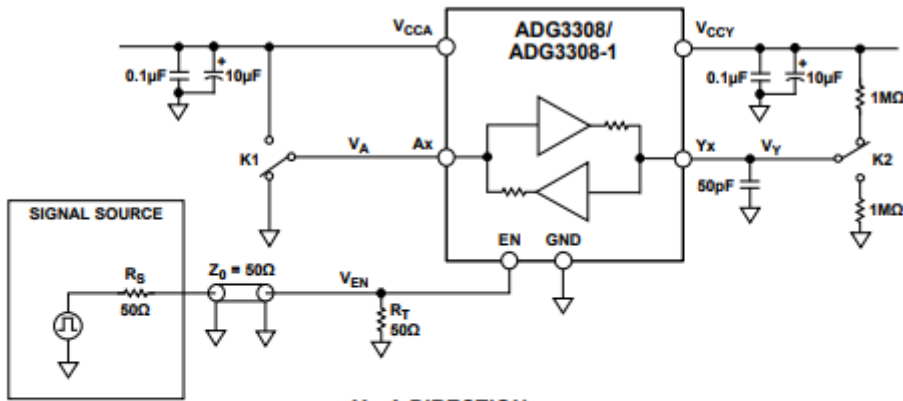 ADG3308/
ADG3308-1
VCCA
VCCY
0.1µF
+
10µF
0.1µF
+
10µF
1MΩ
K1
VA
Ax
Yx
VY
K2
50pF
1MΩ
SIGNAL SOURCE
EN
GND
RS
50Ω
Z0 = 50Ω
VEN
RT
50Ω